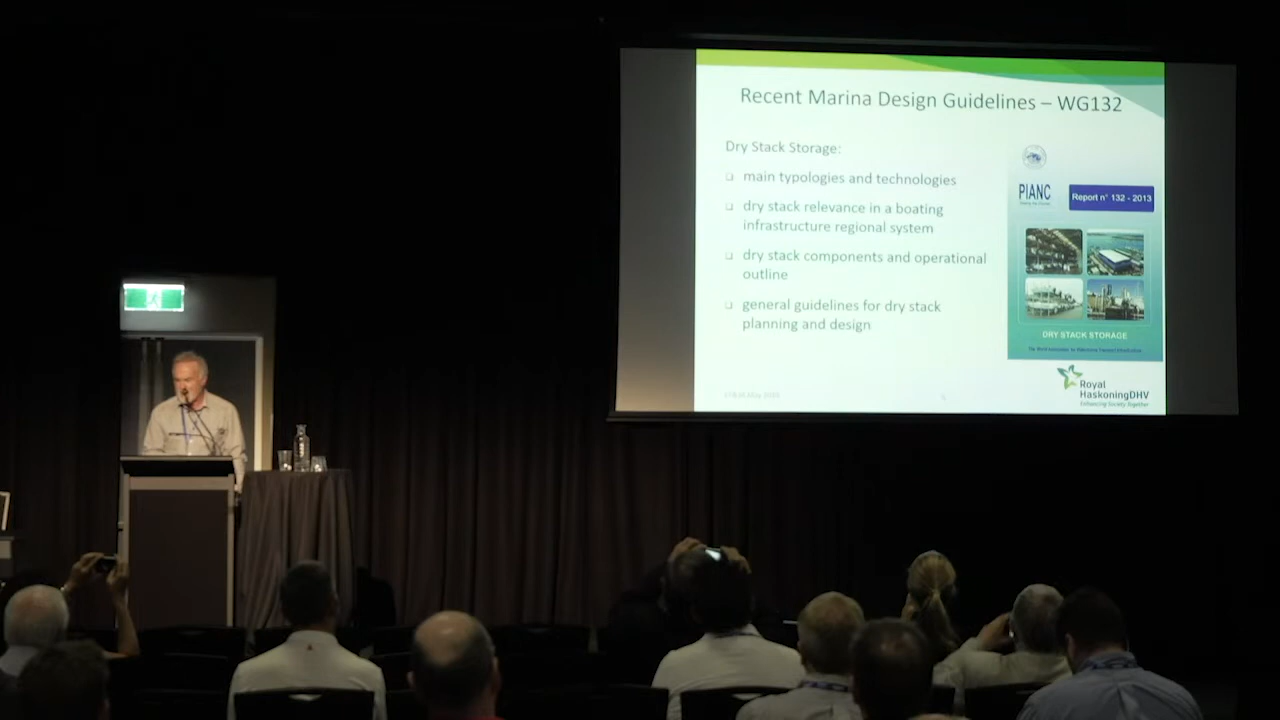 Recent Marina Design Guidelines – WG132
Dry Stack Storage:
❑ main typologies and technologies
❑ dry stack relevance in a boating
infrastructure regional system
❑ dry stack components and operational
outline
❑ general guidelines for dry stack
planning and design
PIANC
Report n° 132 - 2013
DRY STACK STORAGE
Royal
HaskoningDHV
Enhancing Society Together